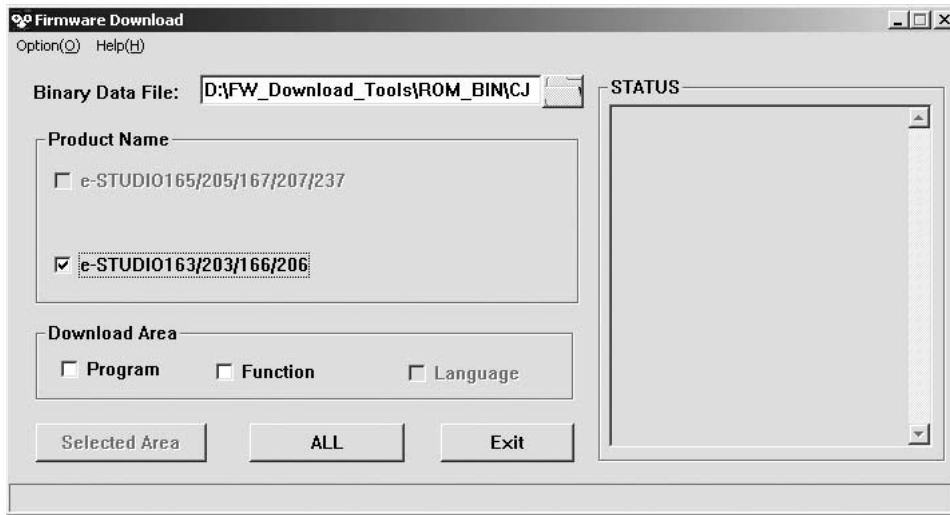 Firmware Download
Option(O) Help(H)
Binary Data File: D:\FW_Download_Tools\ROM_BIN\CJ
STATUS
Product Name
e-STUDIO165/205/167/207/237
e-STUDIO163/203/166/206
Download Area
Program Function Language
Selected Area ALL Exit